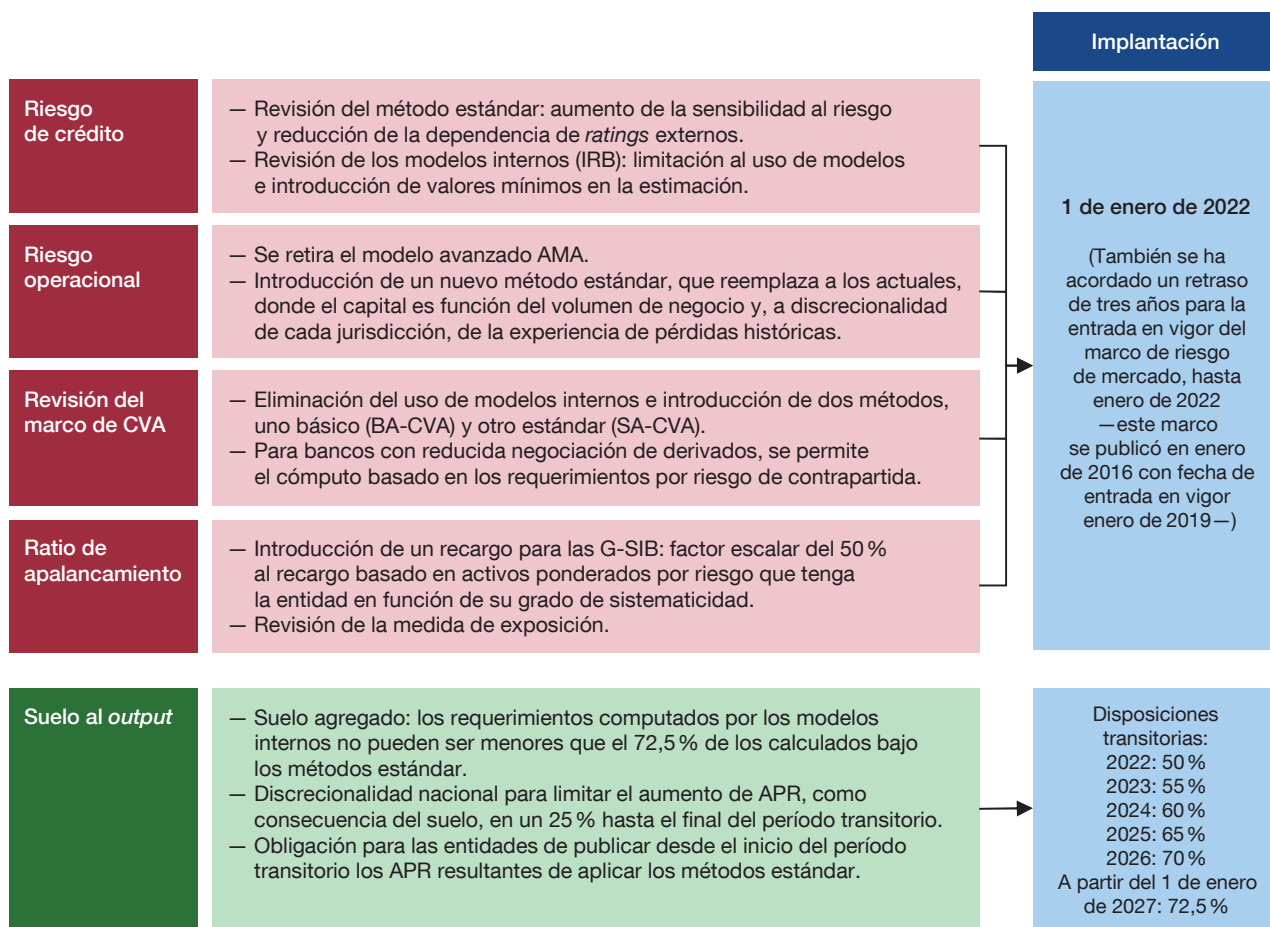 Implantación
Riesgo
de crédito
— Revisión del método estándar: aumento de la sensibilidad al riesgo
y reducción de la dependencia de ratings externos.
— Revisión de los modelos internos (IRB): limitación al uso de modelos
e introducción de valores mínimos en la estimación.
Riesgo
operacional
— Se retira el modelo avanzado AMA.
— Introducción de un nuevo método estándar, que reemplaza a los actuales,
donde el capital es función del volumen de negocio y, a discrecionalidad
de cada jurisdicción, de la experiencia de pérdidas históricas.
Revisión del
marco de CVA
— Eliminación del uso de modelos internos e introducción de dos métodos,
uno básico (BA-CVA) y otro estándar (SA-CVA).
— Para bancos con reducida negociación de derivados, se permite
el cómputo basado en los requerimientos por riesgo de contrapartida.
Ratio de
apalancamiento
— Introducción de un recargo para las G-SIB: factor escalar del 50 %
al recargo basado en activos ponderados por riesgo que tenga
la entidad en función de su grado de sistematicidad.
— Revisión de la medida de exposición.
1 de enero de 2022
(También se ha
acordado un retraso
de tres años para la
entrada en vigor del
marco de riesgo
de mercado, hasta
enero de 2022
—este marco
se publicó en enero
de 2016 con fecha de
entrada en vigor
enero de 2019—)
Suelo al output
— Suelo agregado: los requerimientos computados por los modelos
internos no pueden ser menores que el 72,5 % de los calculados bajo
los métodos estándar.
— Discrecionalidad nacional para limitar el aumento de APR, como
consecuencia del suelo, en un 25 % hasta el final del período transitorio.
— Obligación para las entidades de publicar desde el inicio del período
transitorio los APR resultantes de aplicar los métodos estándar.
Disposiciones
transitorias:
2022: 50 %
2023: 55 %
2024: 60 %
2025: 65 %
2026: 70 %
A partir del 1 de enero
de 2027: 72,5 %